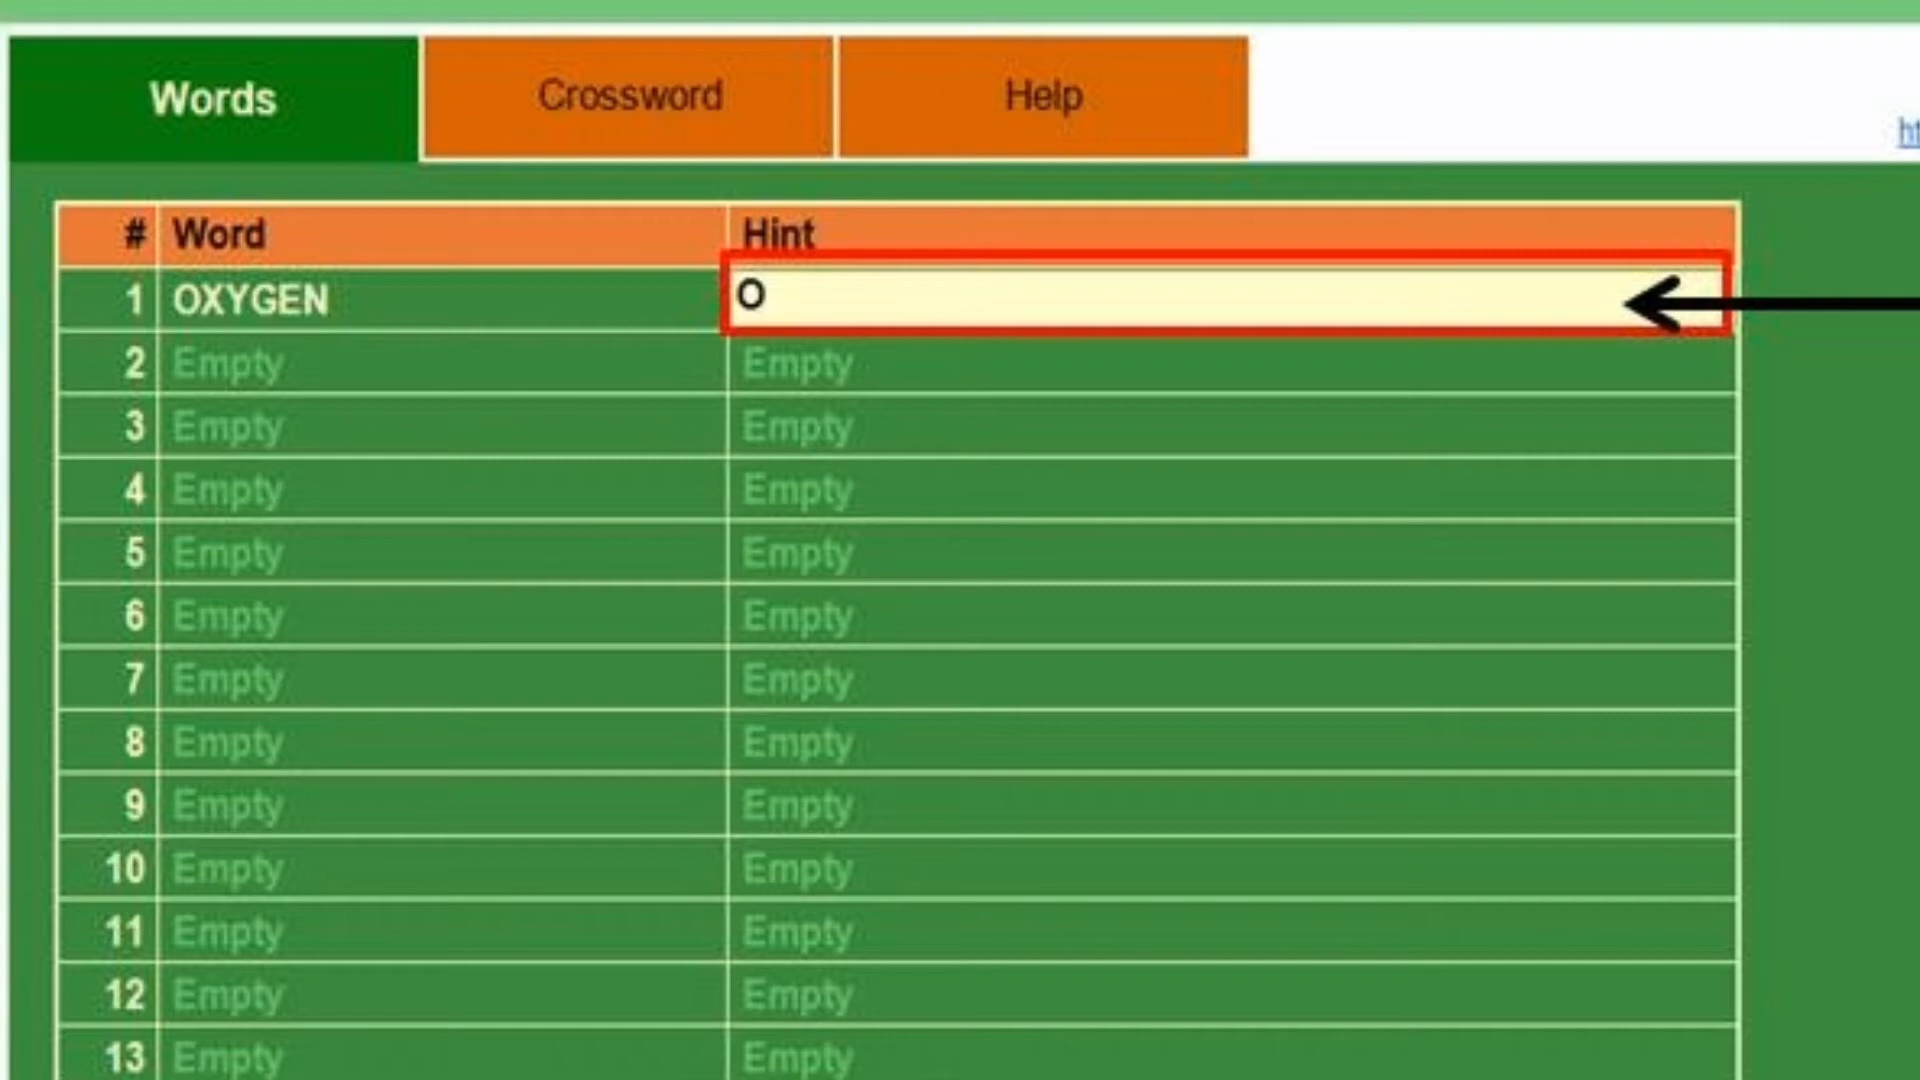 Words Crossword Help
ht
# Word Hint
1 OXYGEN O
2 Empty Empty
3 Empty Empty
4 Empty Empty
5 Empty Empty
6 Empty Empty
7 Empty Empty
8 Empty Empty
9 Empty Empty
10 Empty Empty
11 Empty Empty
12 Empty Empty
13 Empty Empty